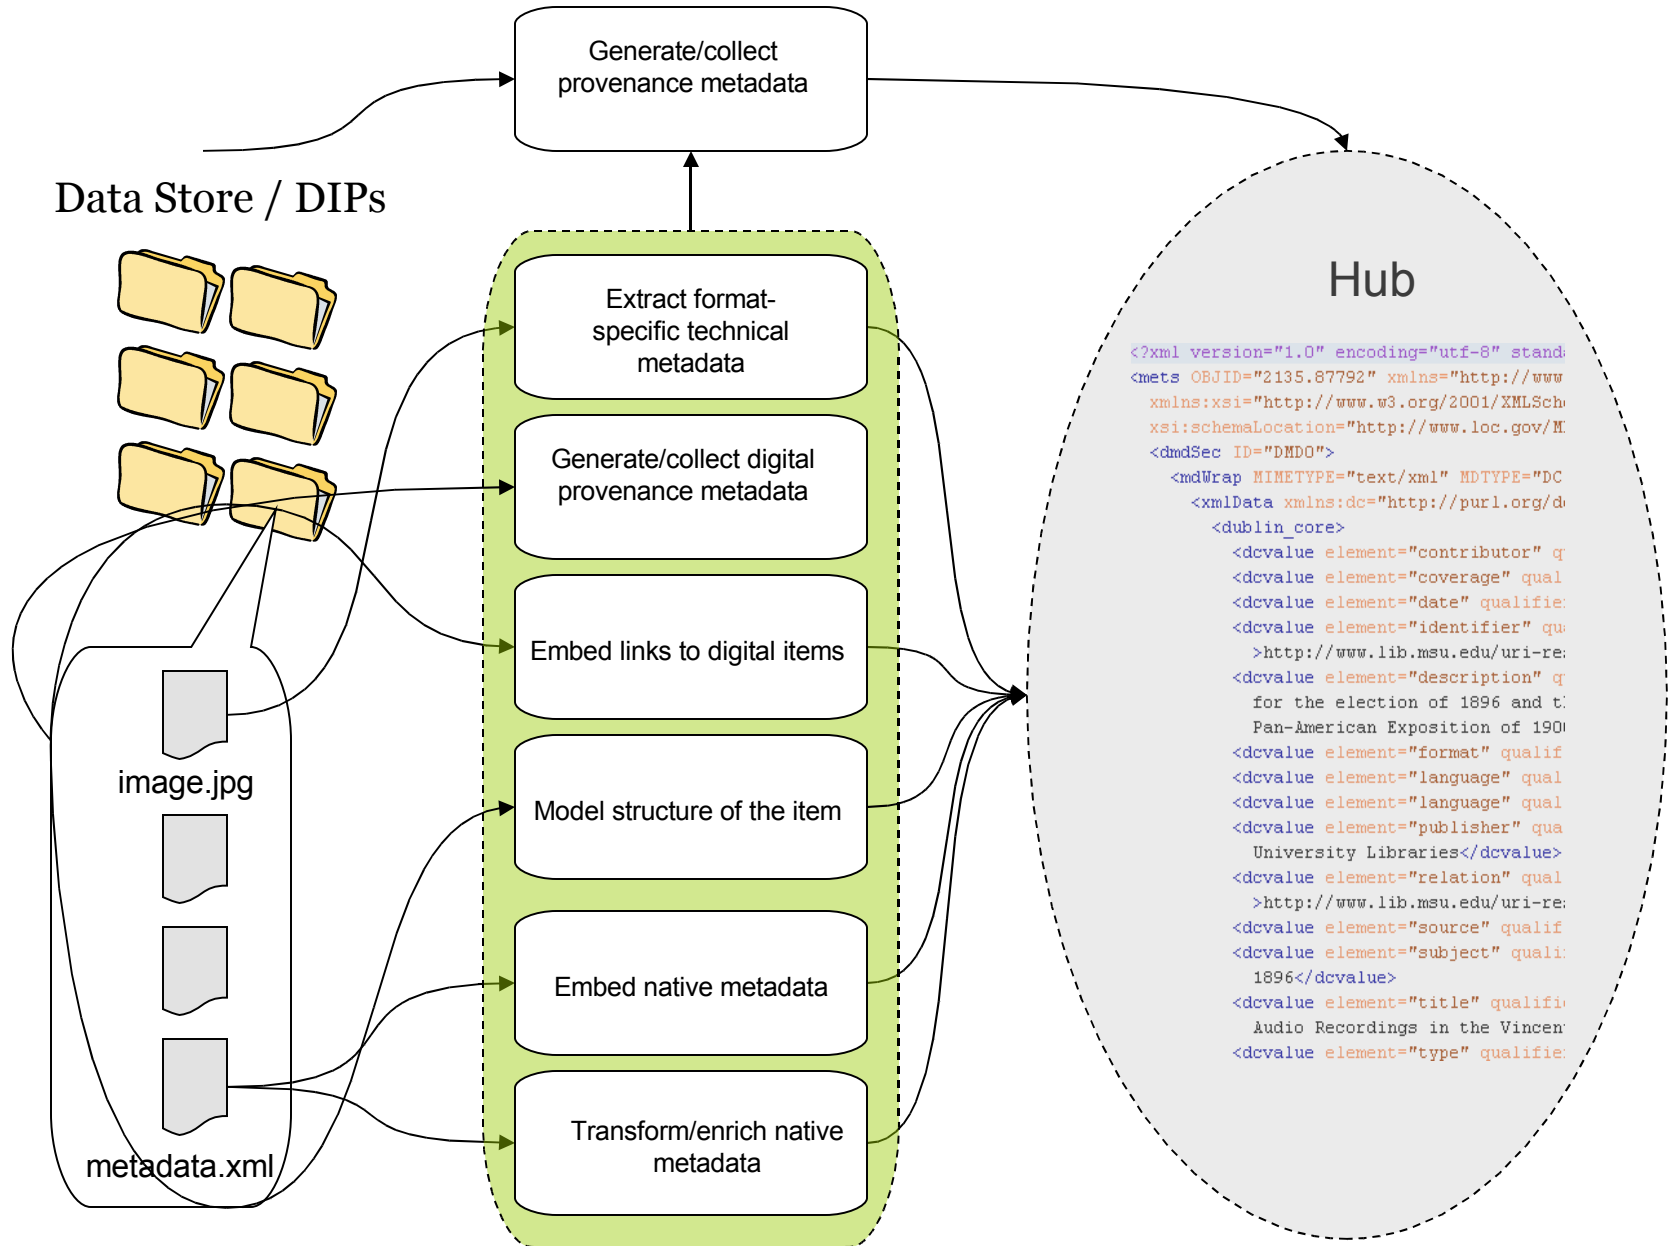 Generate/collect
provenance metadata
Data Store / DIPs
Extract format-
specific technical
metadata
Generate/collect digital
provenance metadata
Embed links to digital items
Model structure of the item
Embed native metadata
Transform/enrich native
metadata
image.jpg
metadata.xml
Hub
<?xml version="1.0" encoding="utf-8" stand
<mets OBJID="2135.87792" xmlns="http://www
xmlns:xsi="http://www.w3.org/2001/XMLSch
xsi:schemaLocation="http://www.loc.gov/M
<dmdSec ID="DMD0">
<mdWrap MIMETYPE="text/xml" MDTYPE="DC
<xmlData xmlns:dc="http://purl.org/d
<dublin_core>
<dcvalue element="contributor" q
<dcvalue element="coverage" qual
<dcvalue element="date" qualifie
<dcvalue element="identifier" qu
>http://www.lib.msu.edu/uri-re
<dcvalue element="description" q
for the election of 1896 and t
Pan-American Exposition of 190
<dcvalue element="format" qualif
<dcvalue element="language" qual
<dcvalue element="language" qual
<dcvalue element="publisher" qua
University Libraries</dcvalue>
<dcvalue element="relation" qual
>http://www.lib.msu.edu/uri-re
<dcvalue element="source" qualif
<dcvalue element="subject" quali
1896</dcvalue>
<dcvalue element="title" qualifi
Audio Recordings in the Vincen
<dcvalue element="type" qualifie